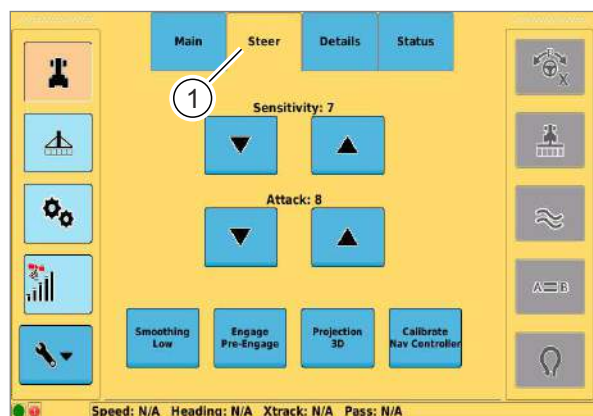 Main Steer Details Status
1
X
Sensitivity: 7
Attack: 8
A=B
Smoothing Engage Projection Calibrate
Low Pre-Engage 3D Nav Controller
Speed: N/A Heading: N/A Xtrack: N/A Pass: N/A